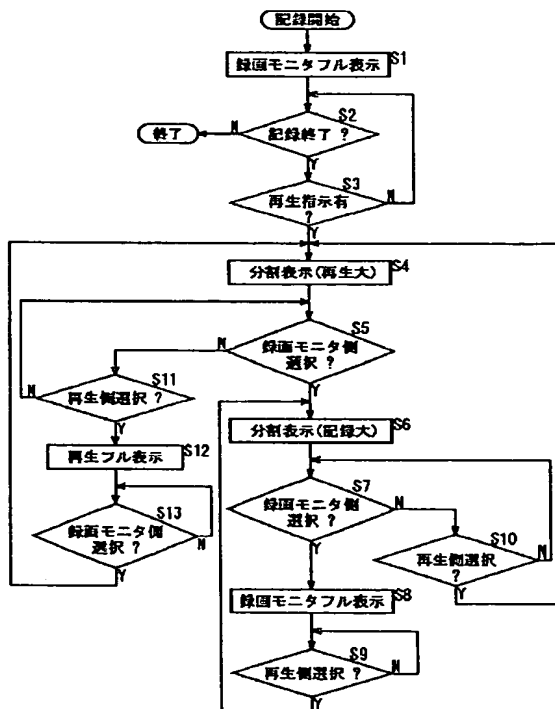 記録開始
録画モニタフル表示
S1
S2
記録終了 ?
N
終了
Y
S3
再生指示有
?
N
Y
分割表示(再生大)
S4
S5
録画モニタ側
選択 ?
N
Y
S11
再生側選択 ?
N
Y
再生フル表示
S12
S13
録画モニタ側
選択 ?
N
Y
分割表示(記録大)
S6
S7
録画モニタ側
選択 ?
N
Y
S10
再生側選択
?
N
Y
録画モニタフル表示
S8
S9
再生側選択 ?
N
Y